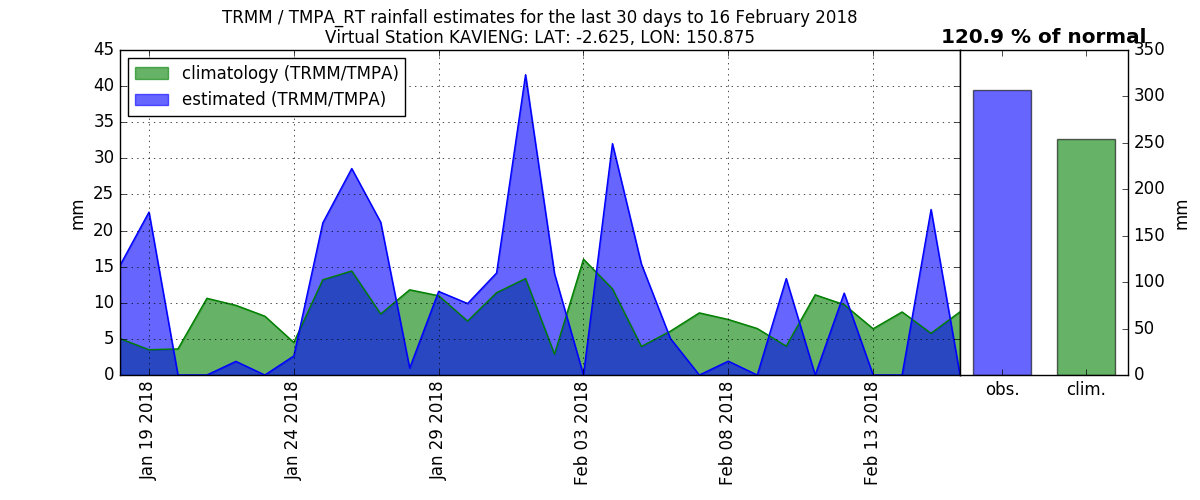 TRMM / TMPA_RT rainfall estimates for the last 30 days to 16 February 2018
Virtual Station KAVIENG: LAT: -2.625, LON: 150.875
120.9 % of normal
climatology (TRMM/TMPA)
estimated (TRMM/TMPA)
mm
45
40
35
30
25
20
15
10
5
0
Jan 19 2018
Jan 24 2018
Jan 29 2018
Feb 03 2018
Feb 08 2018
Feb 13 2018
obs.
clim.
350
300
250
200
150
100
50
0
mm